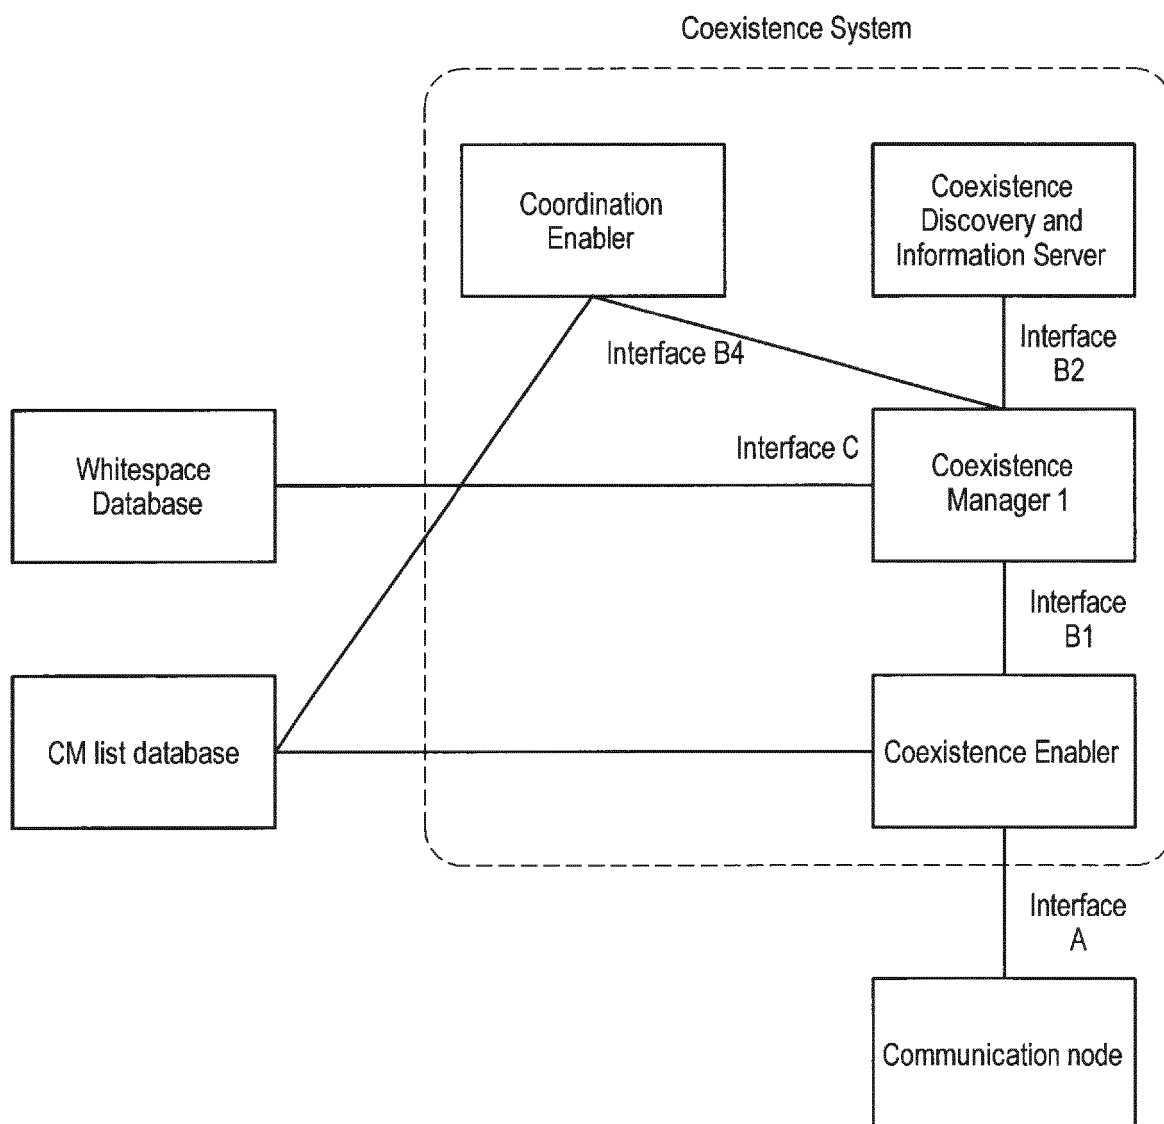 Coexistence System
Coordination
Enabler
Coexistence
Discovery and
Information Server
Interface B4
Interface
B2
Whitespace
Database
Interface C
Coexistence
Manager 1
Interface
B1
CM list database
Coexistence Enabler
Interface
A
Communication node